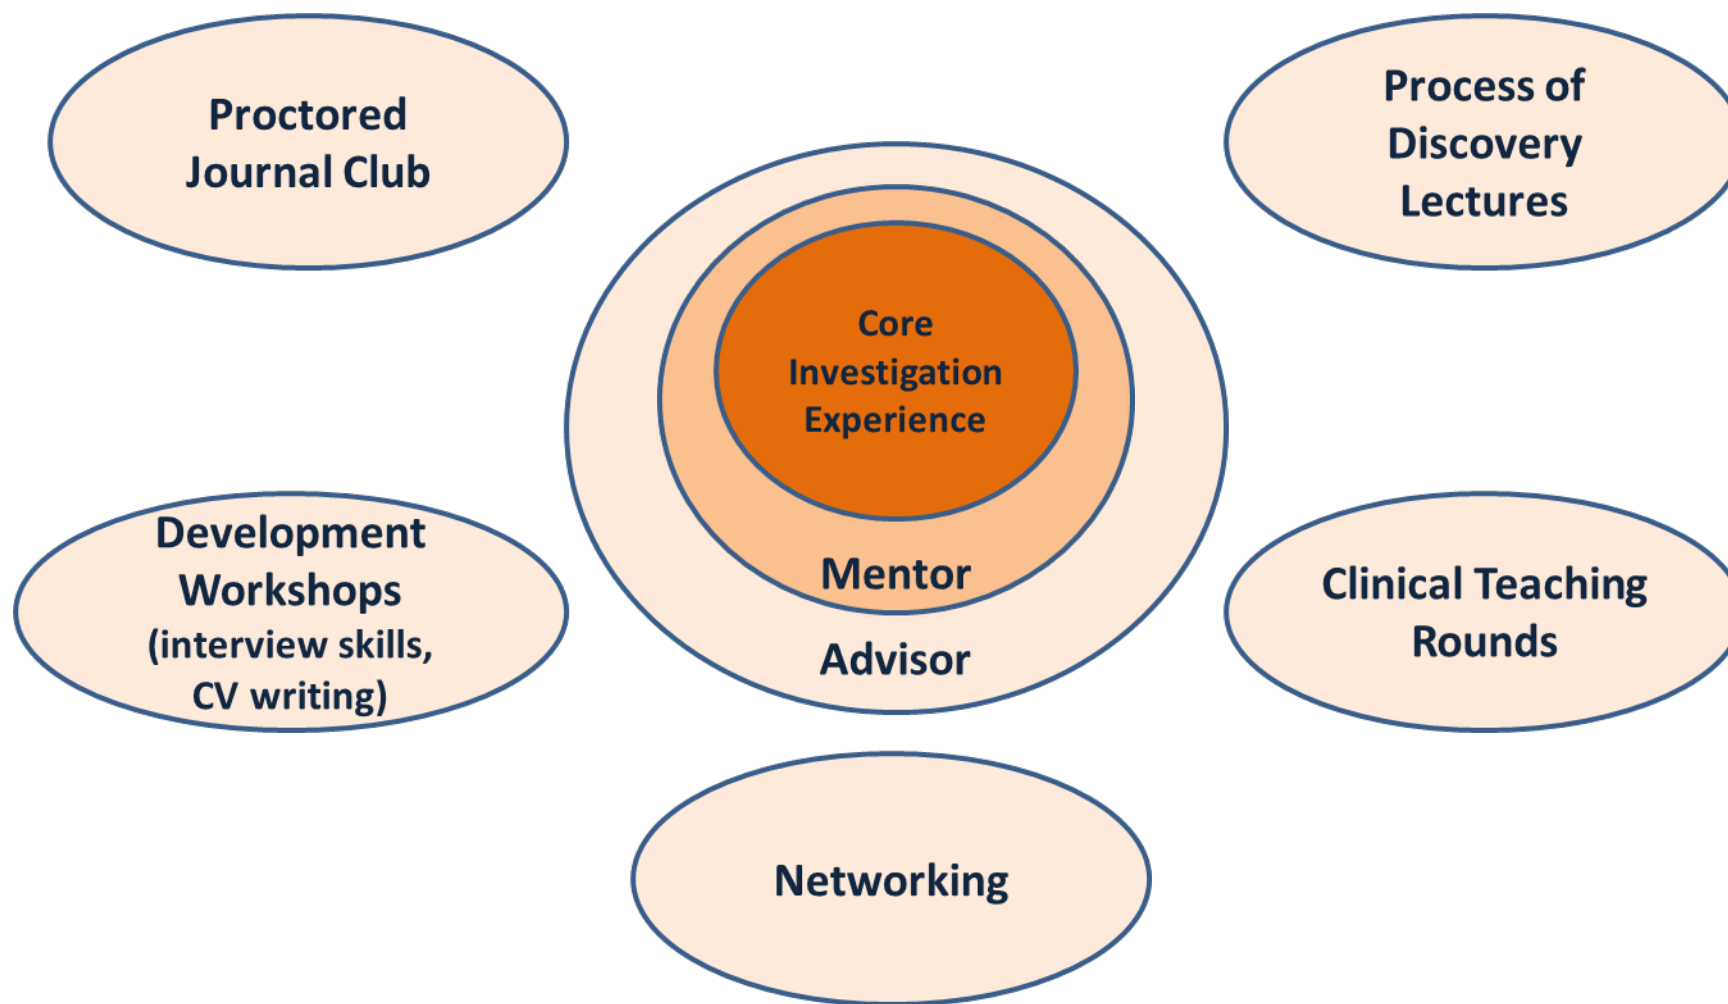 Proctored
Journal Club
Process of
Discovery
Lectures
Core
Investigation
Experience
Mentor
Advisor
Development
Workshops
(interview skills,
CV writing)
Clinical Teaching
Rounds
Networking